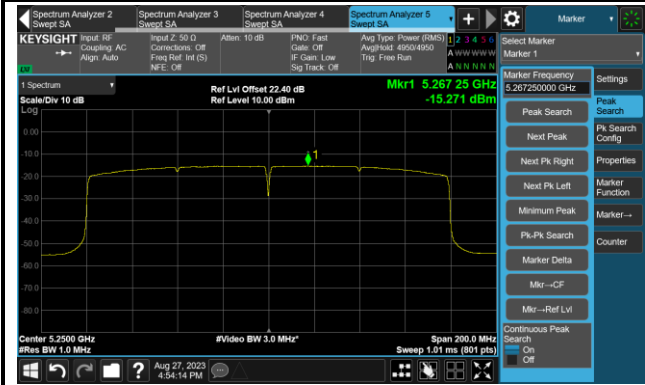 Spectrum Analyzer 2
Swept SA
Spectrum Analyzer 3
Swept SA
Spectrum Analyzer 4
Swept SA
Spectrum Analyzer 5
Swept SA
+
Marker
KEYSIGHT
Input: RF
Coupling: AC
Align: Auto
Input Z: 50 Ω
Corrections: Off
Freq Ref: Int (S)
NFE: Off
Atten: 10 dB
PNO: Fast
Gate: Off
IF Gain: Low
Sig Track: Off
Avg Type: Power (RMS)
Avg|Hold: 4950/4950
Trig: Free Run
1 2 3 4 5 6
A W W W W W
A N N N N N
Select Marker
Marker 1
1 Spectrum
Scale/Div 10 dB
Log
Ref Lvl Offset 22.40 dB
Ref Level 10.00 dBm
Mkr1 5.267 25 GHz
-15.271 dBm
0.00
-10.0
-20.0
-30.0
-40.0
-50.0
-60.0
-70.0
-80.0
1
Center 5.2500 GHz
#Res BW 1.0 MHz
#Video BW 3.0 MHz*
Span 200.0 MHz
Sweep 1.01 ms (801 pts)
Marker Frequency
5.267250000 GHz
Peak Search
Next Peak
Next Pk Right
Next Pk Left
Minimum Peak
Pk-Pk Search
Marker Delta
Mkr→CF
Mkr→Ref Lvl
Continuous Peak
Search
On
Off
Settings
Peak
Search
Pk Search
Config
Properties
Marker
Function
Marker→
Counter
?
Aug 27, 2023
4:54:14 PM